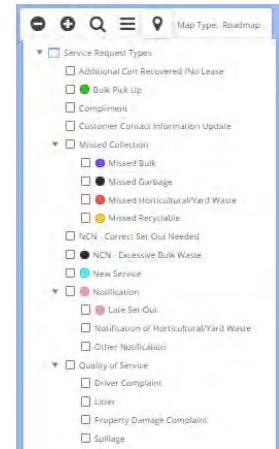 Map Type: Roadmap
Service Request Types
Additional Cart Recovered /No Lease
Bulk Pick Up
Compliment
Customer Contact Information Update
Missed Collection
Missed Bulk
Missed Garbage
Missed Horticultural/Yard Waste
Missed Recyclable
NCN - Correct Set Out Needed
NCN - Excessive Bulk Waste
New Service
Notification
Late Set-Out
Notification of Horticultural/Yard Waste
Other Notification
Quality of Service
Driver Complaint
Litter
Property Damage Complaint
Spillage